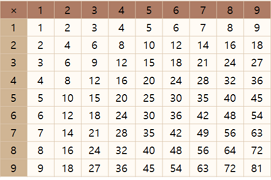 × 1 2 3 4 5 6 7 8 9
1 1 2 3 4 5 6 7 8 9
2 2 4 6 8 10 12 14 16 18
3 3 6 9 12 15 18 21 24 27
4 4 8 12 16 20 24 28 32 36
5 5 10 15 20 25 30 35 40 45
6 6 12 18 24 30 36 42 48 54
7 7 14 21 28 35 42 49 56 63
8 8 16 24 32 40 48 56 64 72
9 9 18 27 36 45 54 63 72 81